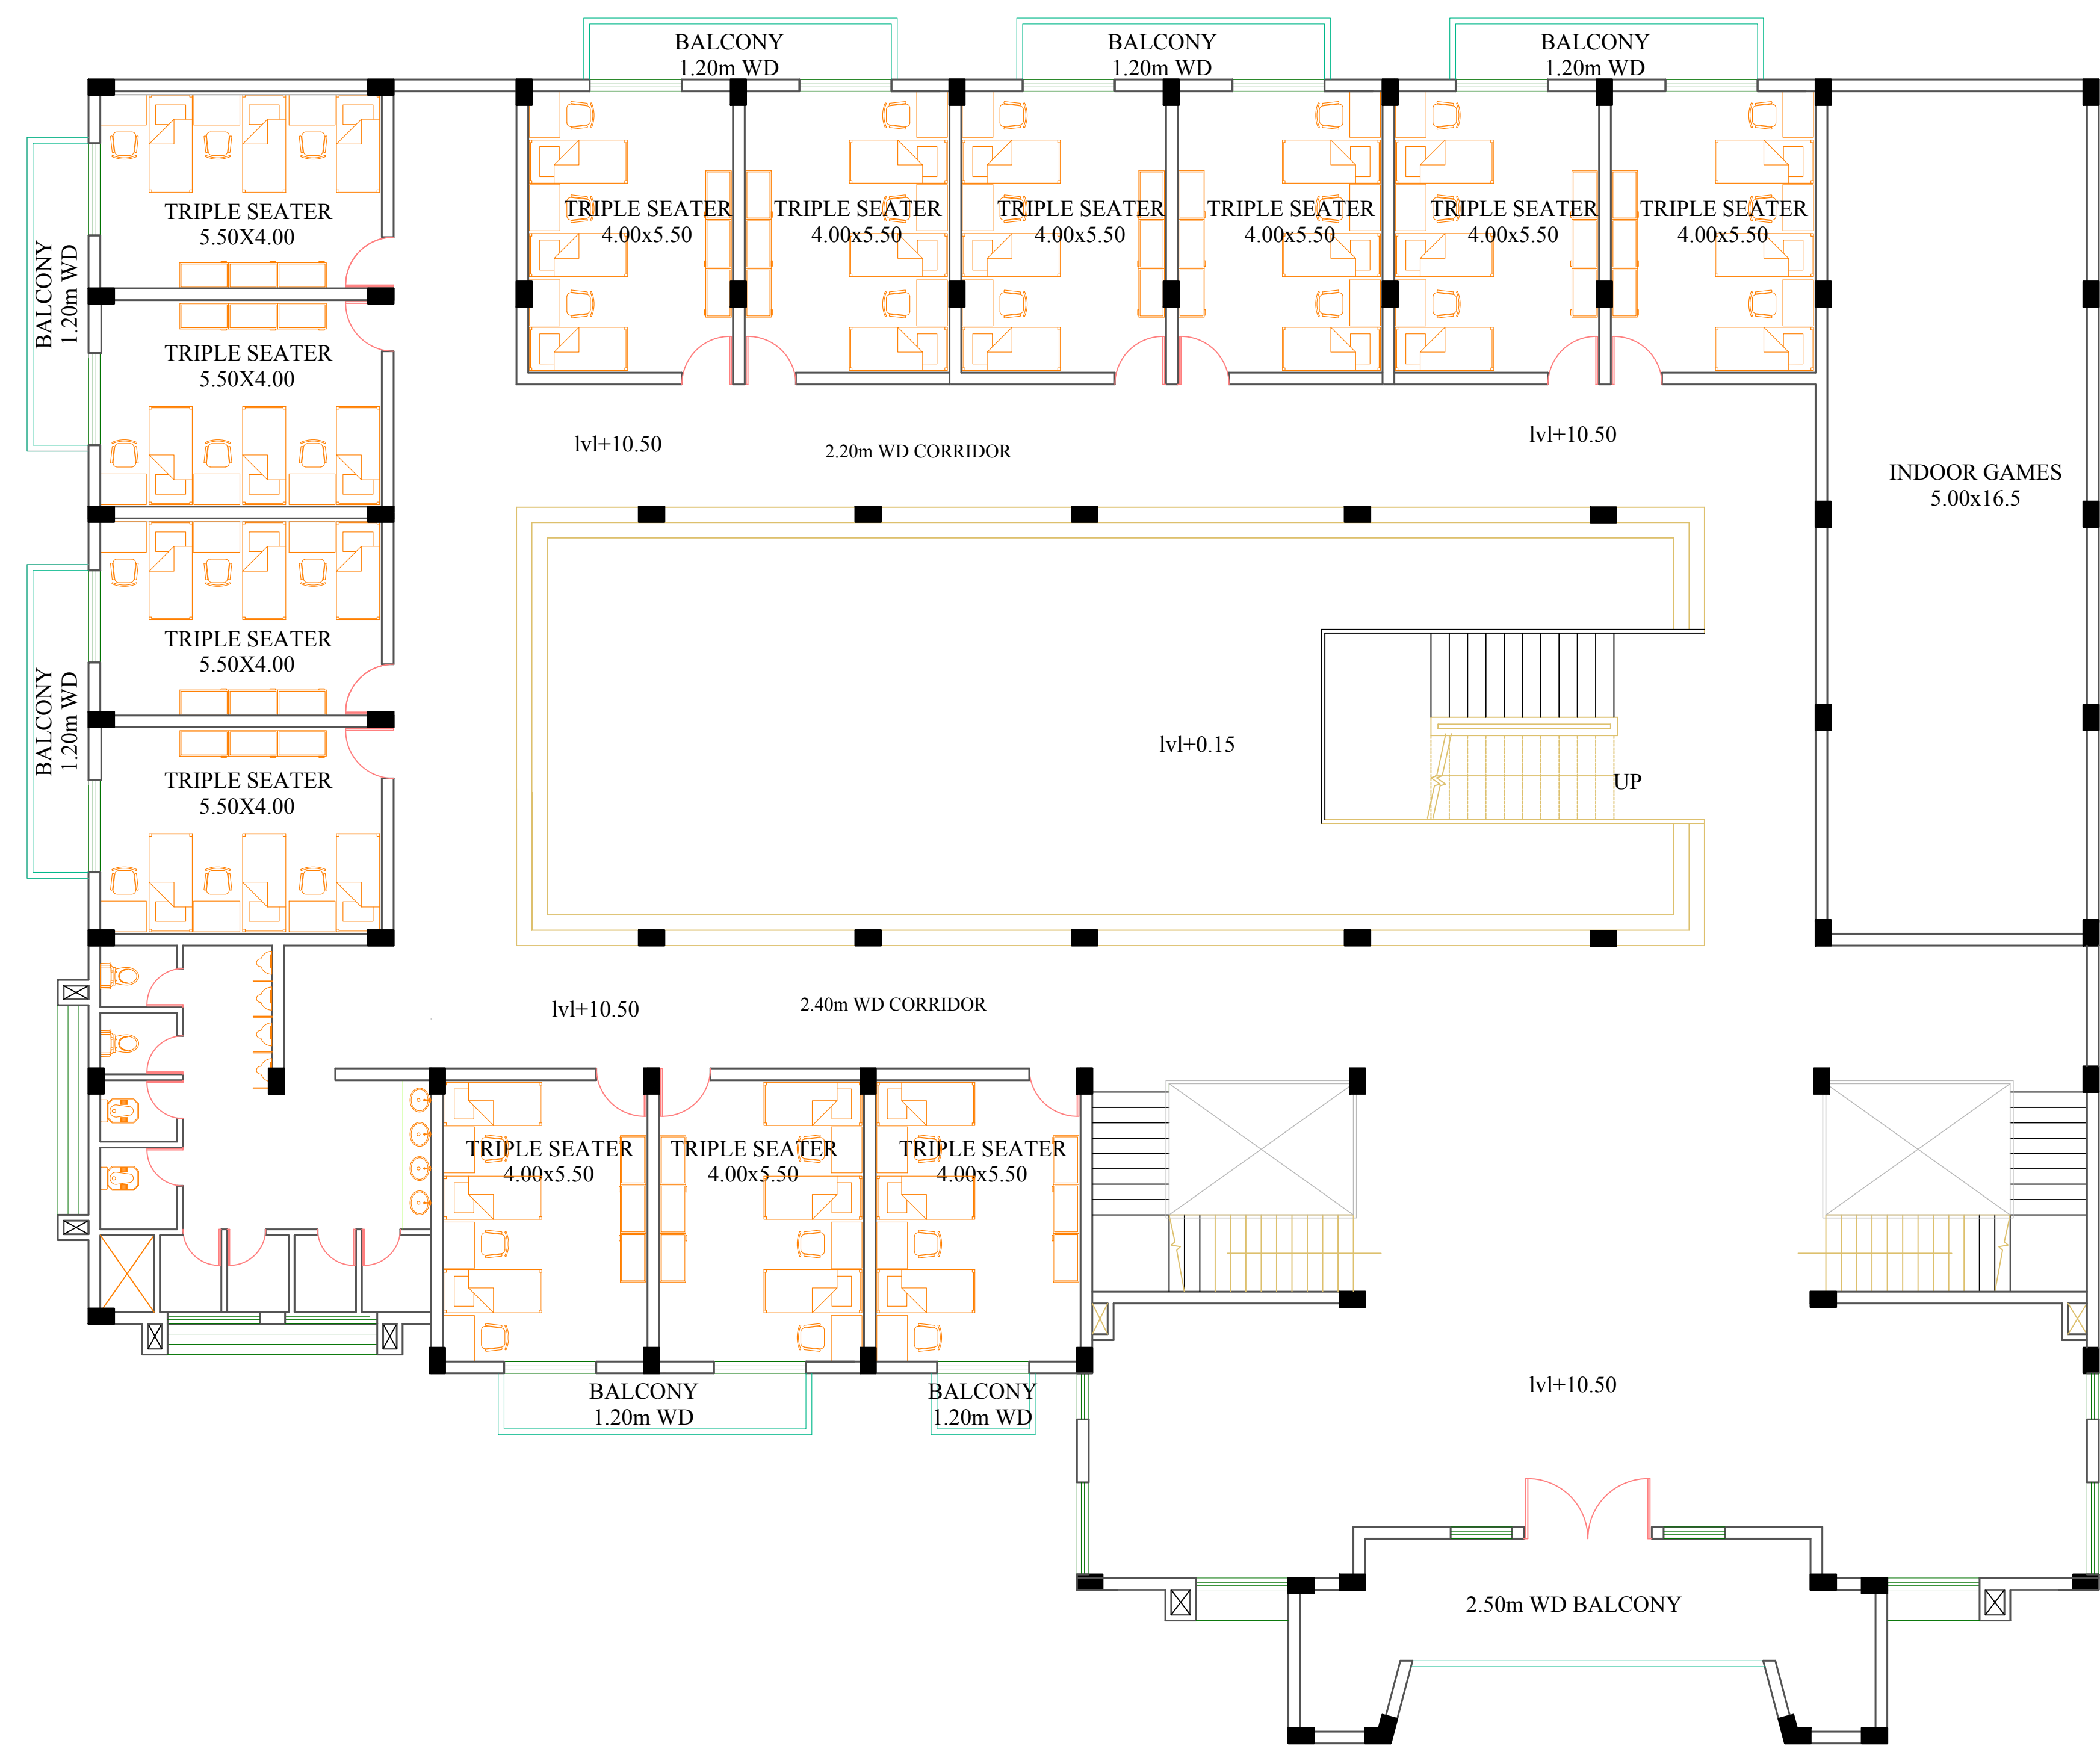 BALCONY
1.20m WD
BALCONY
1.20m WD
BALCONY
1.20m WD
TRIPLE SEATER
5.50X4.00
TRIPLE SEATER
4.00x5.50
TRIPLE SEATER
4.00x5.50
TRIPLE SEATER
4.00x5.50
TRIPLE SEATER
4.00x5.50
TRIPLE SEATER
4.00x5.50
TRIPLE SEATER
4.00x5.50
BALCONY
1.20m WD
TRIPLE SEATER
5.50X4.00
lvl+10.50
2.20m WD CORRIDOR
lvl+10.50
INDOOR GAMES
5.00x16.5
TRIPLE SEATER
5.50X4.00
BALCONY
1.20m WD
lvl+0.15
UP
TRIPLE SEATER
5.50X4.00
lvl+10.50
2.40m WD CORRIDOR
TRIPLE SEATER
4.00x5.50
TRIPLE SEATER
4.00x5.50
TRIPLE SEATER
4.00x5.50
BALCONY
1.20m WD
BALCONY
1.20m WD
lvl+10.50
2.50m WD BALCONY